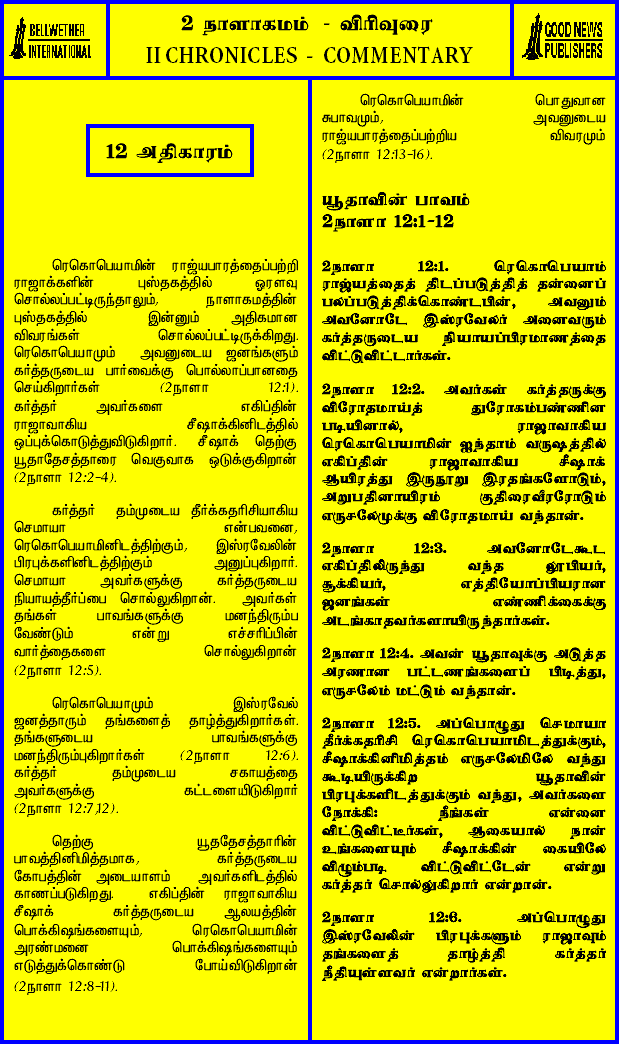 BELLWETHER
INTERNATIONAL
2 நாளாகமம் - விரிவுரை
II CHRONICLES - COMMENTARY
GOOD NEWS
PUBLISHERS
12 அதிகாரம்
ரெகொபெயாமின் ராஜ்யபாரத்தைப்பற்றி
ராஜாக்களின் புஸ்தகத்தில் ஓரளவு
சொல்லப்பட்டிருந்தாலும், நாளாகமத்தின்
புஸ்தகத்தில் இன்னும் அதிகமான
விவரங்கள் சொல்லப்பட்டிருக்கிறது.
ரெகொபெயாமும் அவனுடைய ஜனங்களும்
கர்த்தருடைய பார்வைக்கு பொல்லாப்பானதை
செய்கிறார்கள் (2நாளா 12:1).
கர்த்தர் அவர்களை எகிப்தின்
ராஜாவாகிய சீஷாக்கினிடத்தில்
ஒப்புக்கொடுத்துவிடுகிறார். சீஷாக் தெற்கு
யூதாதேசத்தாரை வெகுவாக ஒடுக்குகிறான்
(2நாளா 12:2-4).
கர்த்தர் தம்முடைய தீர்க்கதரிசியாகிய
செமாயா என்பவனை,
ரெகொபெயாமினிடத்திற்கும், இஸ்ரவேலின்
பிரபுக்களினிடத்திற்கும் அனுப்புகிறார்.
செமாயா அவர்களுக்கு கர்த்தருடைய
நியாயத்தீர்ப்பை சொல்லுகிறான். அவர்கள்
தங்கள் பாவங்களுக்கு மனந்திரும்ப
வேண்டும் என்று எச்சரிப்பின்
வார்த்தைகளை சொல்லுகிறான்
(2நாளா 12:5).
ரெகொபெயாமும் இஸ்ரவேல்
ஜனத்தாரும் தங்களைத் தாழ்த்துகிறார்கள்.
தங்களுடைய பாவங்களுக்கு
மனந்திரும்புகிறார்கள் (2நாளா 12:6).
கர்த்தர் தம்முடைய சகாயத்தை
அவர்களுக்கு கட்டளையிடுகிறார்
(2நாளா 12:7,12).
தெற்கு யூததேசத்தாரின்
பாவத்தினிமித்தமாக, கர்த்தருடைய
கோபத்தின் அடையாளம் அவர்களிடத்தில்
காணப்படுகிறது. எகிப்தின் ராஜாவாகிய
சீஷாக் கர்த்தருடைய ஆலயத்தின்
பொக்கிஷங்களையும், ரெகொபெயாமின்
அரண்மனை பொக்கிஷங்களையும்
எடுத்துக்கொண்டு போய்விடுகிறான்
(2நாளா 12:8-11).
ரெகொபெயாமின் பொதுவான
சுபாவமும், அவனுடைய
ராஜ்யபாரத்தைப்பற்றிய விவரமும்
(2நாளா 12:13-16).
யூதாவின் பாவம்
2நாளா 12:1-12
2நாளா 12:1. ரெகொபெயாம்
ராஜ்யத்தைத் திடப்படுத்தித் தன்னைப்
பலப்படுத்திக்கொண்டபின், அவனும்
அவனோடே இஸ்ரவேலர் அனைவரும்
கர்த்தருடைய நியாயப்பிரமாணத்தை
விட்டுவிட்டார்கள்.
2நாளா 12:2. அவர்கள் கர்த்தருக்கு
விரோதமாய்த் துரோகம்பண்ணின
படியினால், ராஜாவாகிய
ரெகொபெயாமின் ஐந்தாம் வருஷத்தில்
எகிப்தின் ராஜாவாகிய சீஷாக்
ஆயிரத்து இருநூறு இரதங்களோடும்,
அறுபதினாயிரம் குதிரைவீரரோடும்
எருசலேமுக்கு விரோதமாய் வந்தான்.
2நாளா 12:3. அவனோடேகூட
எகிப்திலிருந்து வந்த லூபியர்,
சூக்கியர், எத்தியோப்பியரான
ஜனங்கள் எண்ணிக்கைக்கு
அடங்காதவர்களாயிருந்தார்கள்.
2நாளா 12:4. அவன் யூதாவுக்கு அடுத்த
அரணான பட்டணங்களைப் பிடித்து,
எருசலேம் மட்டும் வந்தான்.
2நாளா 12:5. அப்பொழுது செமாயா
தீர்க்கதரிசி ரெகொபெயாமிடத்துக்கும்,
சீஷாக்கினிமித்தம் எருசலேமிலே வந்து
கூடியிருக்கிற யூதாவின்
பிரபுக்களிடத்துக்கும் வந்து, அவர்களை
நோக்கி: நீங்கள் என்னை
விட்டுவிட்டீர்கள், ஆகையால் நான்
உங்களையும் சீஷாக்கின் கையிலே
விழும்படி விட்டுவிட்டேன் என்று
கர்த்தர் சொல்லுகிறார் என்றான்.
2நாளா 12:6. அப்பொழுது
இஸ்ரவேலின் பிரபுக்களும் ராஜாவும்
தங்களைத் தாழ்த்தி கர்த்தர்
நீதியுள்ளவர் என்றார்கள்.